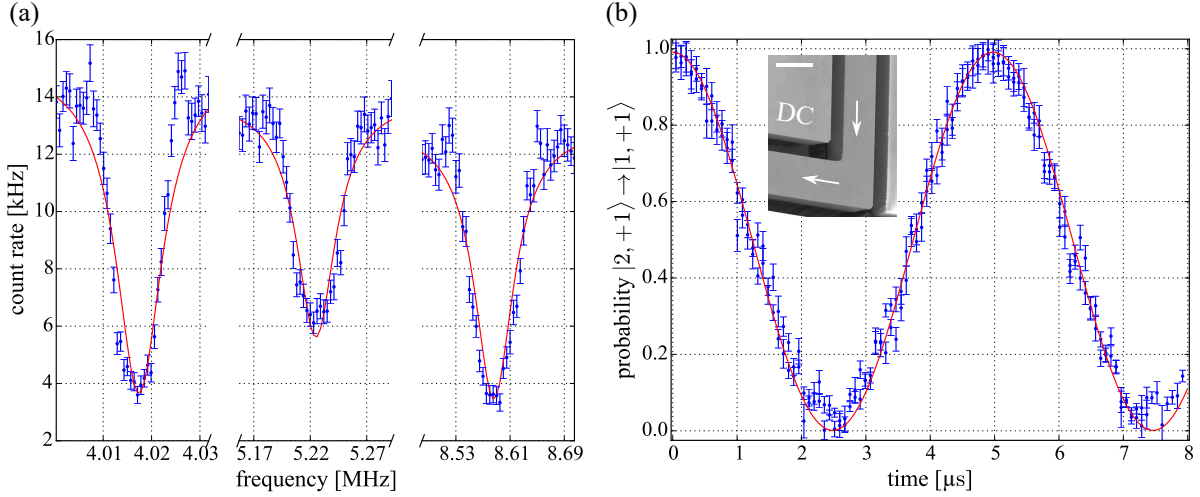 (a)
16
14
12
10
8
6
4
2
count rate [kHz]
4.01 4.02 4.03 5.17 5.22 5.27 8.53 8.61 8.69
frequency [MHz]
(b)
1.0
0.8
0.6
0.4
0.2
0.0
probability |2, +1⟩→|1, +1⟩
DC
0 1 2 3 4 5 6 7 8
time [µs]